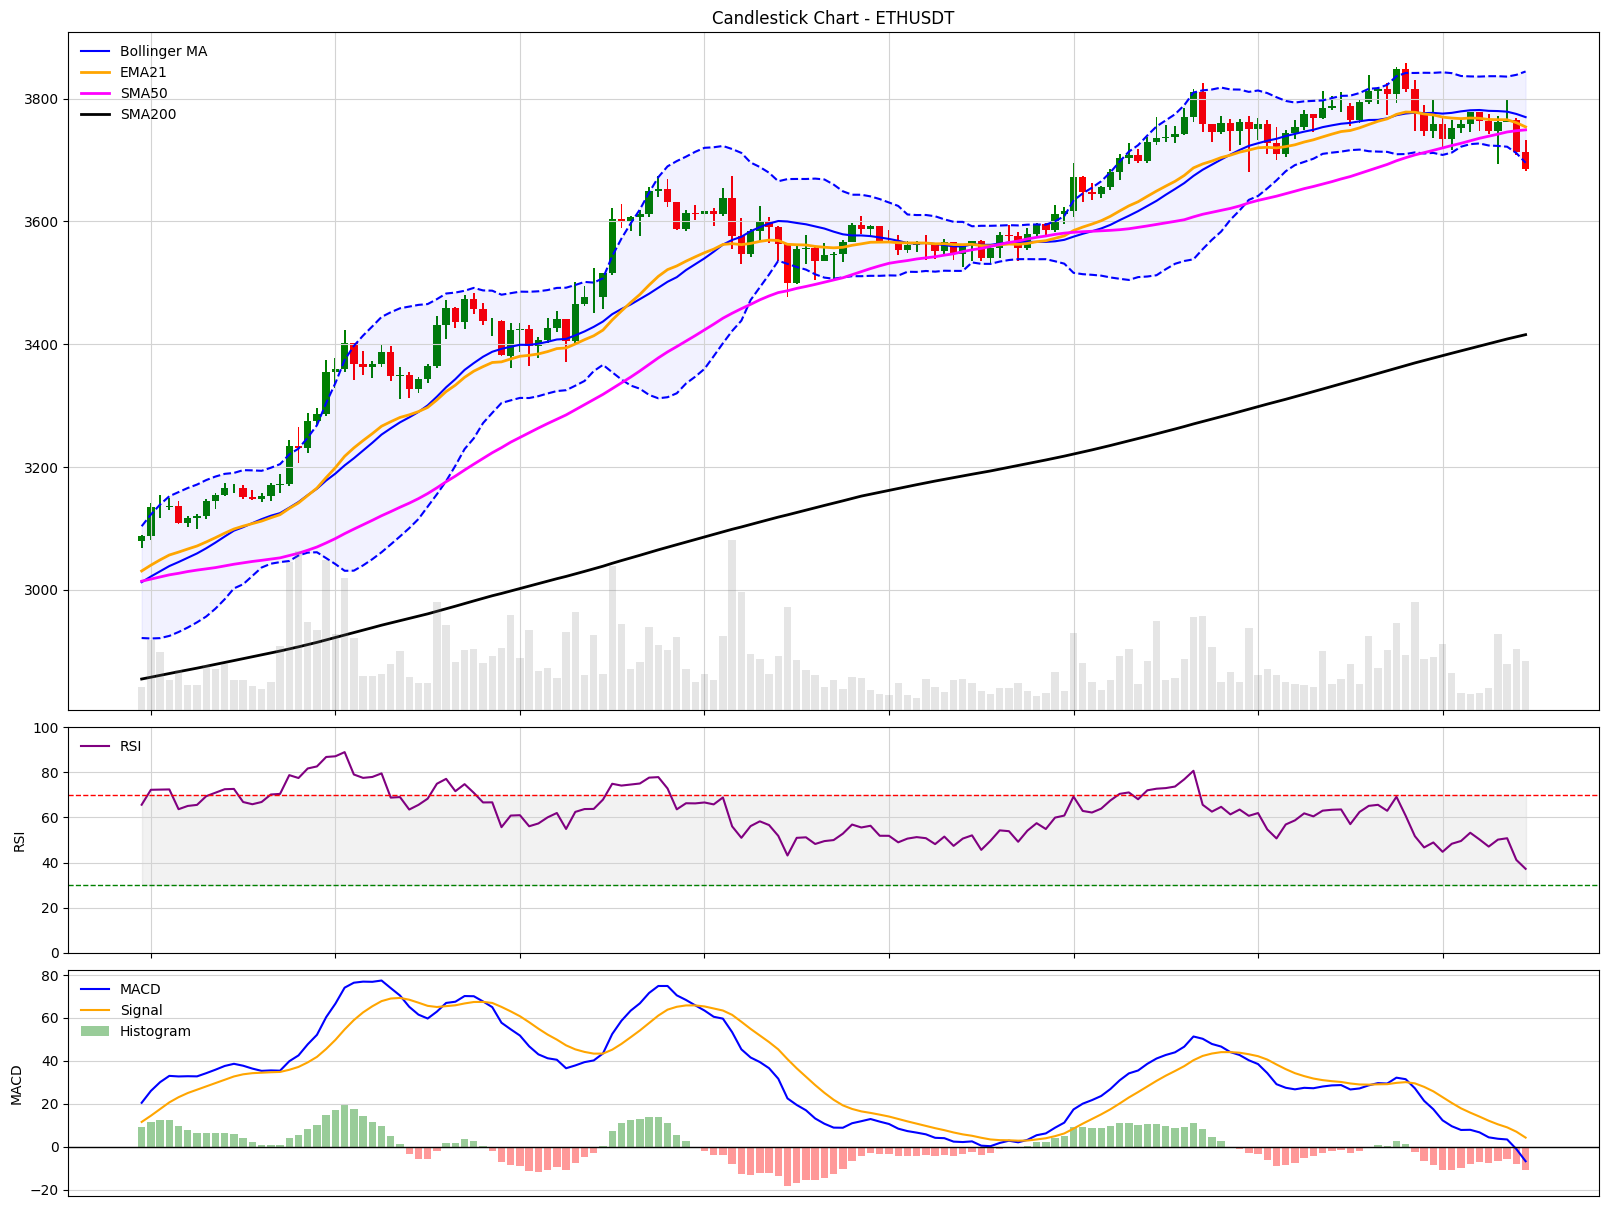 Candlestick Chart - ETHUSDT
Bollinger MA
EMA21
SMA50
SMA200
3800
3600
3400
3200
3000
RSI
100
80
60
40
20
0
RSI
MACD
Signal
Histogram
80
60
40
20
0
−20
MACD